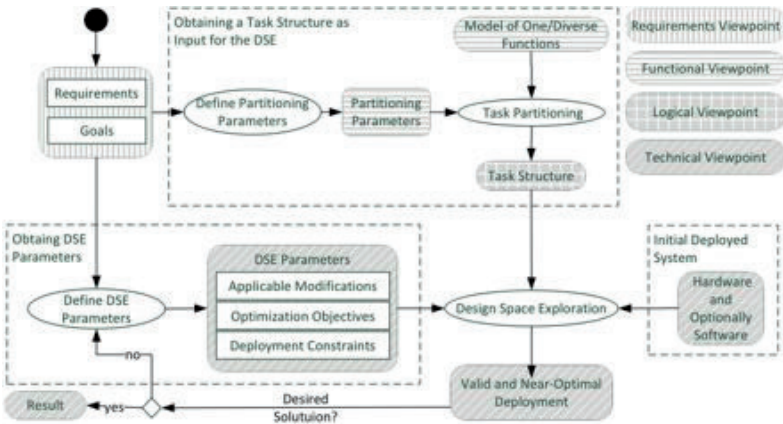 Obtaining a Task Structure as
Input for the DSE
Model of One/Diverse
Functions
Requirements Viewpoint
Functional Viewpoint
Logical Viewpoint
Technical Viewpoint
Requirements
Goals
Define Partitioning
Parameters
Partitioning
Parameters
Task Partitioning
Task Structure
Obtaing DSE
Parameters
Define DSE
Parameters
DSE Parameters
Applicable Modifications
Optimization Objectives
Deployment Constraints
Design Space Exploration
Initial Deployed
System
Hardware
and
Optionally
Software
no
Valid and Near-Optimal
Deployment
Result
yes
Desired
Solutuion?